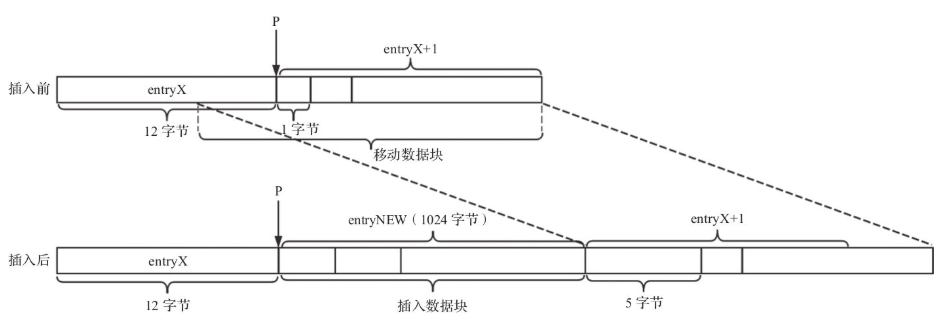 P
entryX+1
插入前
entryX
12 字节
1 字节
移动数据块
P
entryNEW（1024 字节）
entryX+1
插入后
entryX
12 字节
插入数据块
5 字节